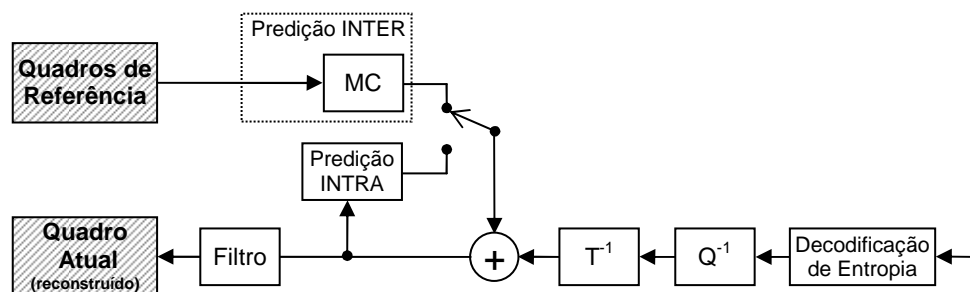 Predição INTER
Quadros de
Referência
MC
Predição
INTRA
Quadro
Atual
(reconstruído)
Filtro
+
T-1
Q-1
Decodificação
de Entropia